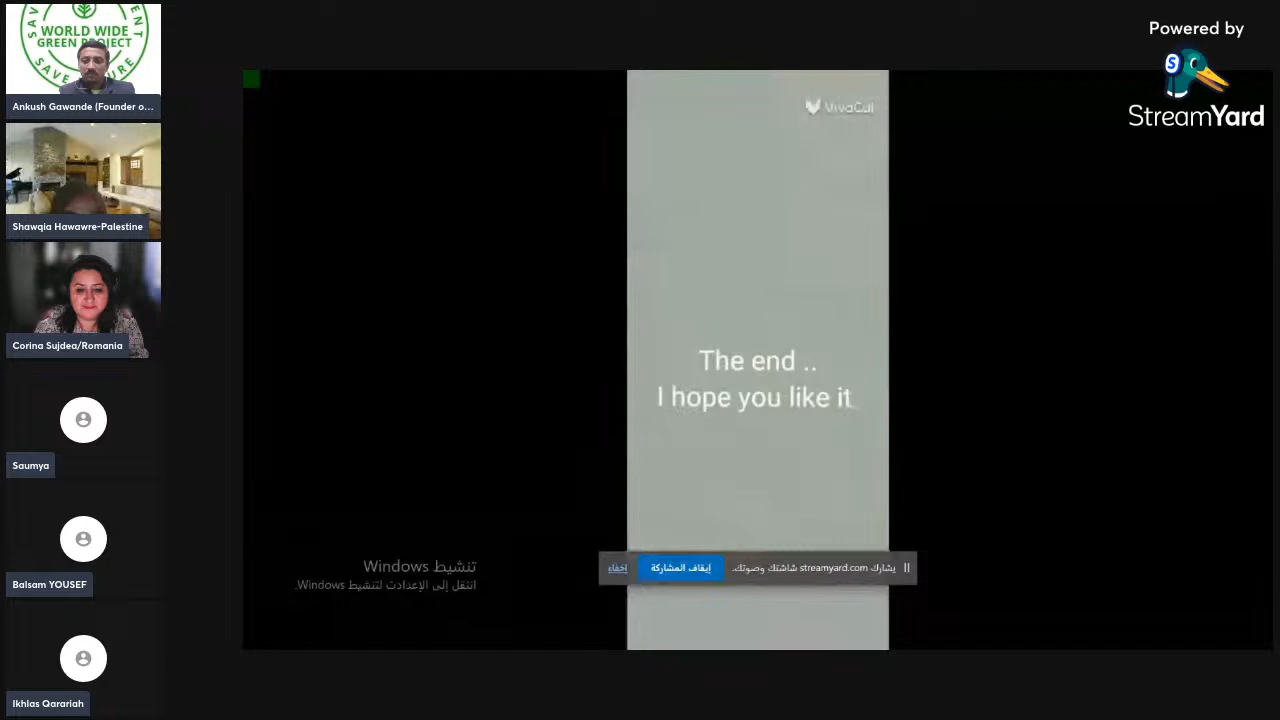 SAVE
WORLD WIDE
GREEN PROJECT
Ankush Gawande (Founder o...
Shawqia Hawawre-Palestine
Corina Sujdea/Romania
Saumya
Balsam YOUSEF
Ikhlas Qarariah
VivaCut
The end ..
I hope you like it
يشارك streamyard.com شاشتك وصوتك.
إيقاف المشاركة
إخفاء
تنشيط Windows
انتقل إلى الإعدادات لتنشيط Windows.
Powered by
StreamYard